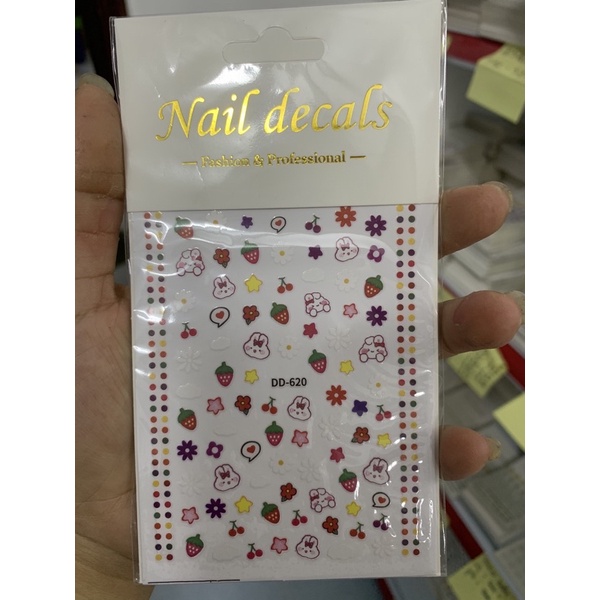 Nail decals
— Fashion & Professional —
DD-620